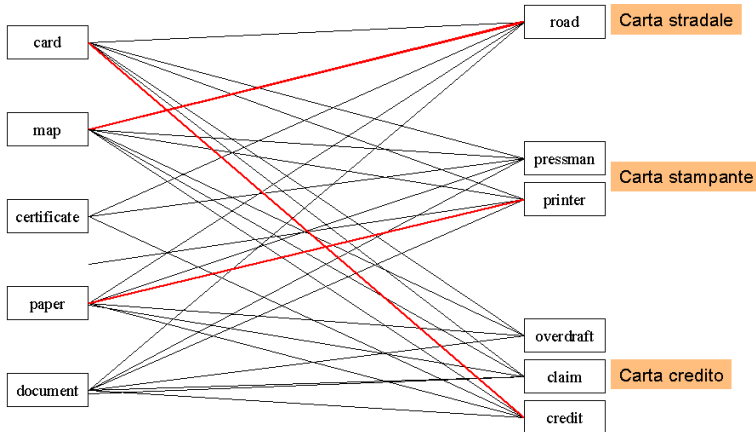 card
map
certificate
paper
document
road
Carta stradale
pressman
printer
Carta stampante
overdraft
claim
credit
Carta credito